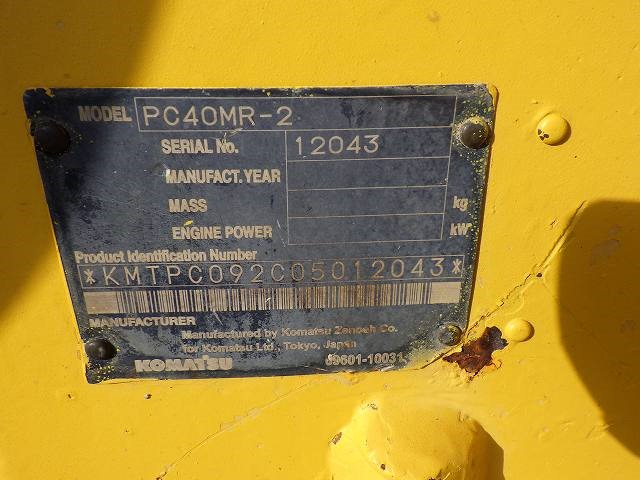 MODEL PC40MR-2
SERIAL No. 12043
MANUFACT. YEAR
MASS kg
ENGINE POWER kW
Product Identification Number
*KMTPC092C05012043*
MANUFACTURER
Manufactured by Komatsu Zenoah Co.
for Komatsu Ltd., Tokyo, Japan
KOMATSU 09601-10031